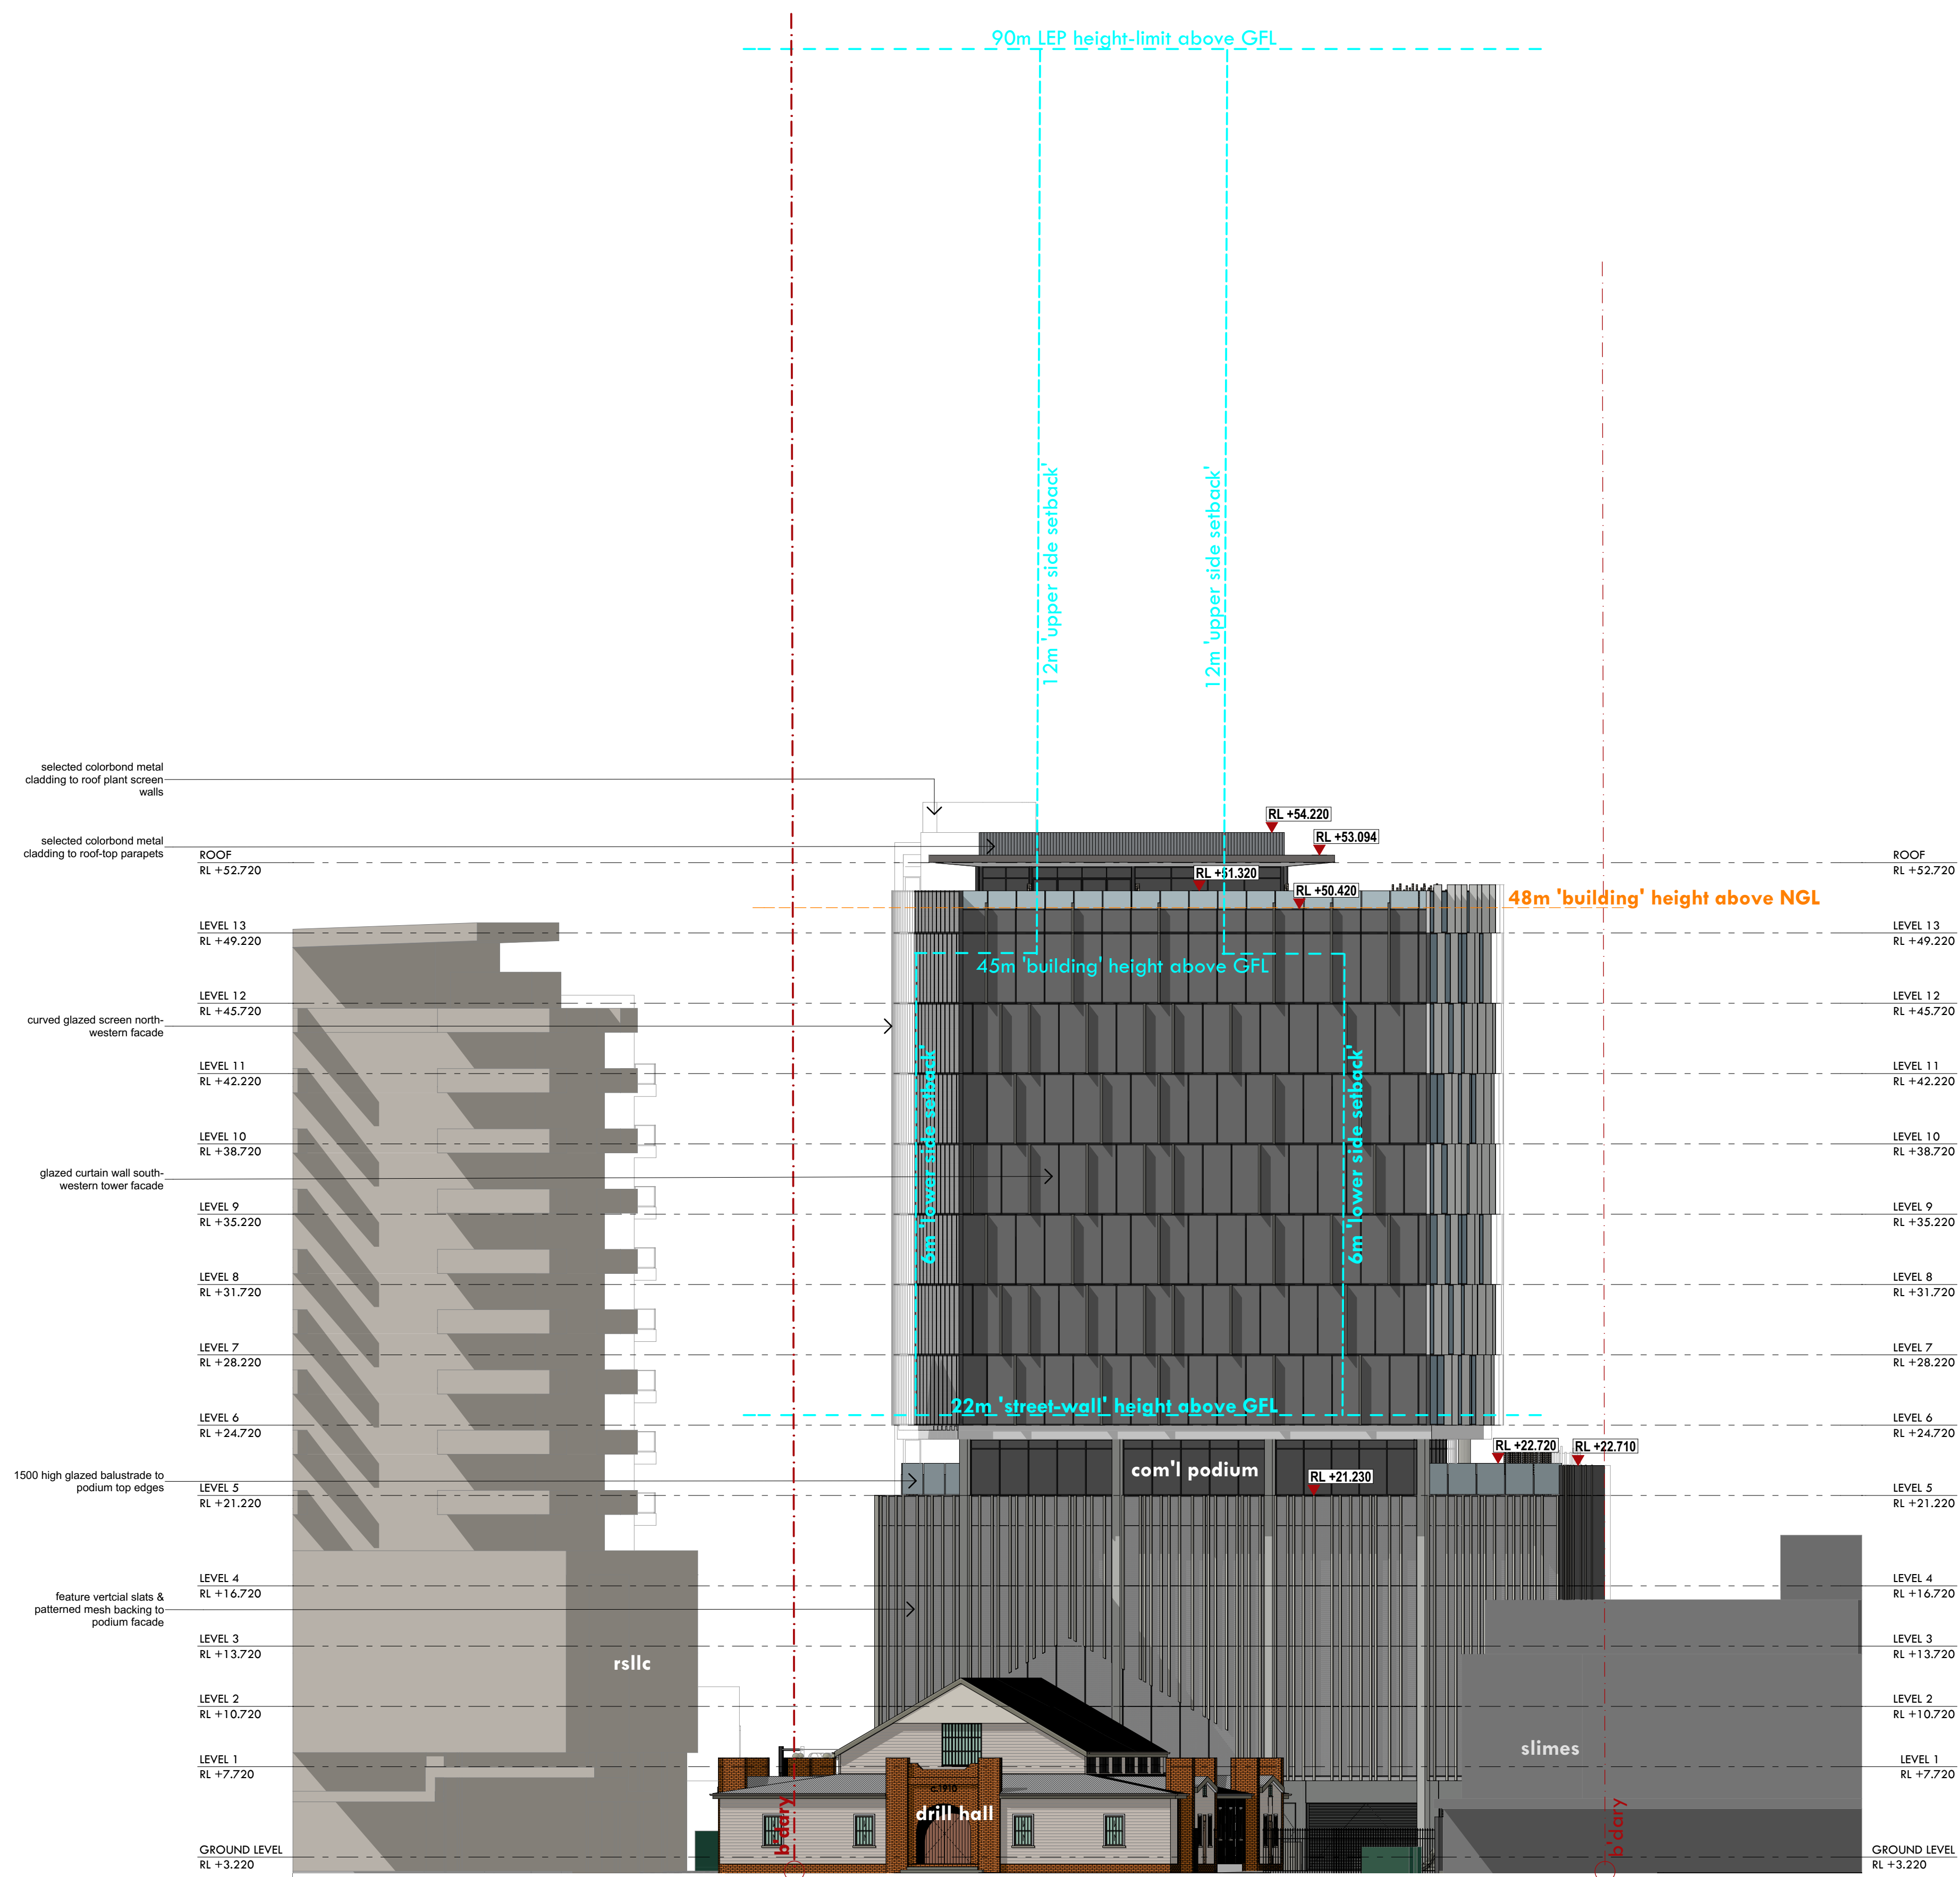 90m LEP height-limit above GFL
12m 'upper side setback'
12m 'upper side setback'
selected colorbond metal
cladding to roof plant screen
walls
selected colorbond metal
cladding to roof-top parapets
RL +54.220
RL +53.094
RL +51.320
RL +50.420
48m 'building' height above NGL
45m 'building' height above GFL
ROOF
RL +52.720
LEVEL 13
RL +49.220
LEVEL 12
RL +45.720
curved glazed screen north-
western facade
LEVEL 11
RL +42.220
LEVEL 10
RL +38.720
glazed curtain wall south-
western tower facade
LEVEL 9
RL +35.220
LEVEL 8
RL +31.720
LEVEL 7
RL +28.220
LEVEL 6
RL +24.720
1500 high glazed balustrade to
podium top edges
LEVEL 5
RL +21.220
LEVEL 4
RL +16.720
feature vertcial slats &
patterned mesh backing to
podium facade
LEVEL 3
RL +13.720
LEVEL 2
RL +10.720
LEVEL 1
RL +7.720
GROUND LEVEL
RL +3.220
6m 'lower side setback'
6m 'lower side setback'
22m 'street-wall' height above GFL
com'l podium
RL +21.230
RL +22.720
RL +22.710
rsllc
slimes
c.1910
drill hall
b'dary
b'dary
ROOF
RL +52.720
LEVEL 13
RL +49.220
LEVEL 12
RL +45.720
LEVEL 11
RL +42.220
LEVEL 10
RL +38.720
LEVEL 9
RL +35.220
LEVEL 8
RL +31.720
LEVEL 7
RL +28.220
LEVEL 6
RL +24.720
LEVEL 5
RL +21.220
LEVEL 4
RL +16.720
LEVEL 3
RL +13.720
LEVEL 2
RL +10.720
LEVEL 1
RL +7.720
GROUND LEVEL
RL +3.220